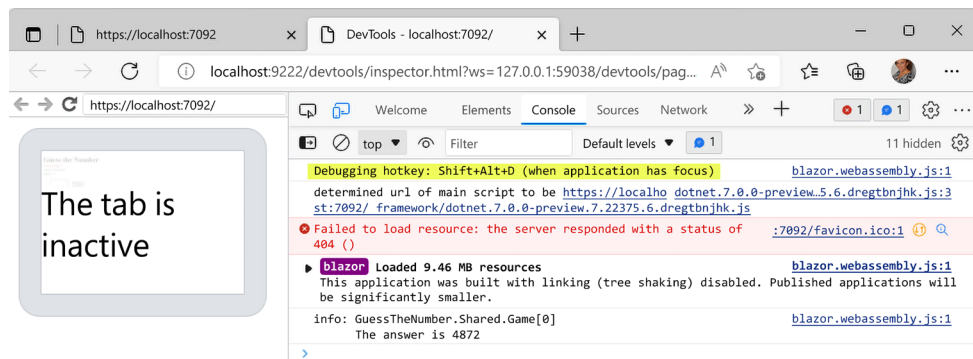 https://localhost:7092
DevTools - localhost:7092/
localhost:9222/devtools/inspector.html?ws=127.0.0.1:59038/devtools/pag...
https://localhost:7092/
Guess the Number
The tab is
inactive
Welcome Elements Console Sources Network 1 1
top Filter Default levels 1 11 hidden
Debugging hotkey: Shift+Alt+D (when application has focus) blazor.webassembly.js:1
determined url of main script to be https://localho dotnet.7.0.0-preview…5.6.dregtbnjhk.js:3
st:7092/_framework/dotnet.7.0.0-preview.7.22375.6.dregtbnjhk.js
Failed to load resource: the server responded with a status of :7092/favicon.ico:1
404 ()
blazor Loaded 9.46 MB resources blazor.webassembly.js:1
This application was built with linking (tree shaking) disabled. Published applications will
be significantly smaller.
info: GuessTheNumber.Shared.Game[0] blazor.webassembly.js:1
The answer is 4872